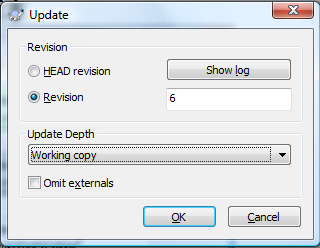 Update
Revision
HEAD revision
Show log
Revision
6
Update Depth
Working copy
Omit externals
OK
Cancel